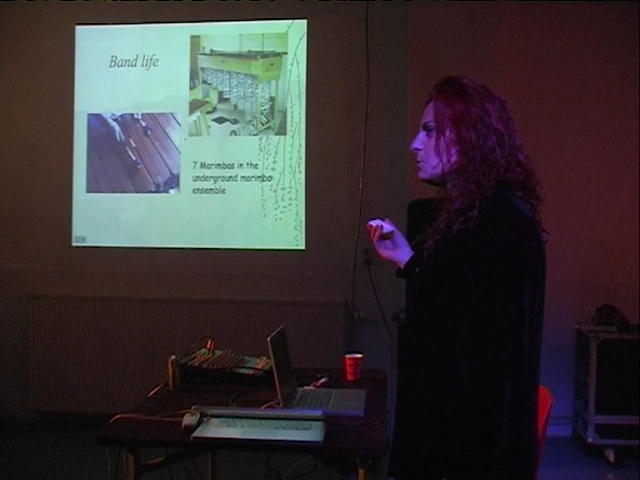 Band life
7 Marimbas in the
underground marimba
ensemble